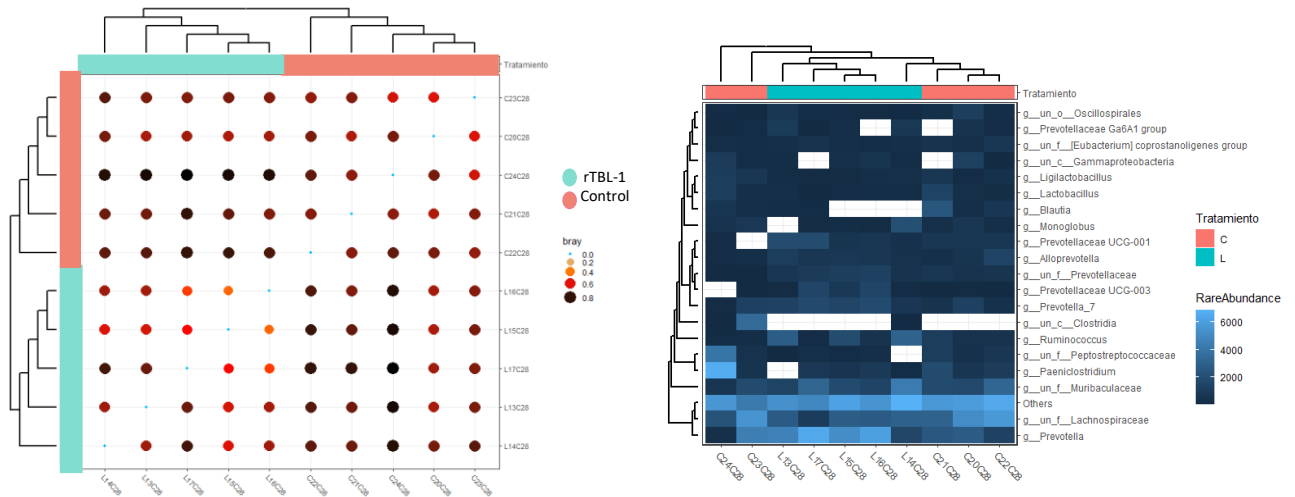 Tratamiento
C23C28
C20C28
C24C28
C21C28
C22C28
L16C28
L15C28
L17C28
L13C28
L14C28
L14C28
L13C28
L17C28
L15C28
L16C28
C22C28
C21C28
C24C28
C20C28
C23C28
rTBL-1
Control
bray
0.0
0.2
0.4
0.6
0.8
Tratamiento
g__un_o__Oscillospirales
g__Prevotellaceae Ga6A1 group
g__un_f__[Eubacterium] coprostanoligenes group
g__un_c__Gammaproteobacteria
g__Ligilactobacillus
g__Lactobacillus
g__Blautia
g__Monoglobus
g__Prevotellaceae UCG-001
g__Alloprevotella
g__un_f__Prevotellaceae
g__Prevotellaceae UCG-003
g__Prevotella_7
g__un_c__Clostridia
g__Ruminococcus
g__un_f__Peptostreptococcaceae
g__Paeniclostridium
g__un_f__Muribaculaceae
Others
g__un_f__Lachnospiraceae
g__Prevotella
C24C28
C23C28
L13C28
L17C28
L15C28
L16C28
L14C28
C21C28
C20C28
C22C28
Tratamiento
C
L
RareAbundance
6000
4000
2000